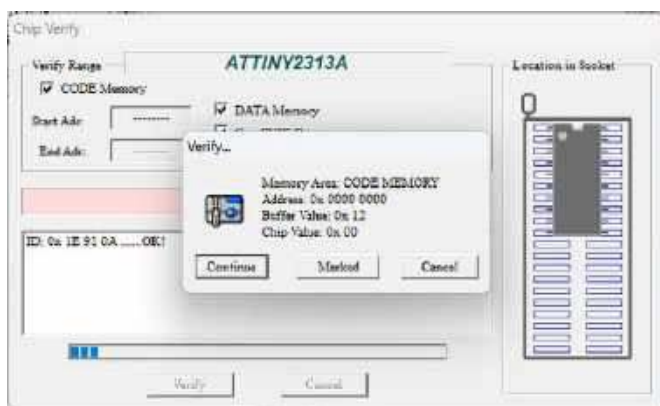 Chip Verify
Verify Range
ATTINY2313A
Location in Socket
CODE Memory
DATA Memory
Start Adr:
--------
End Adr:
Verify...
Memory Area: CODE MEMORY
Address: 0x 0000 0000
Buffer Value: 0x 12
Chip Value: 0x 00
Continue
Cancel
ID: 0x 1E 91 0A ......OK!
Verify
Cancel